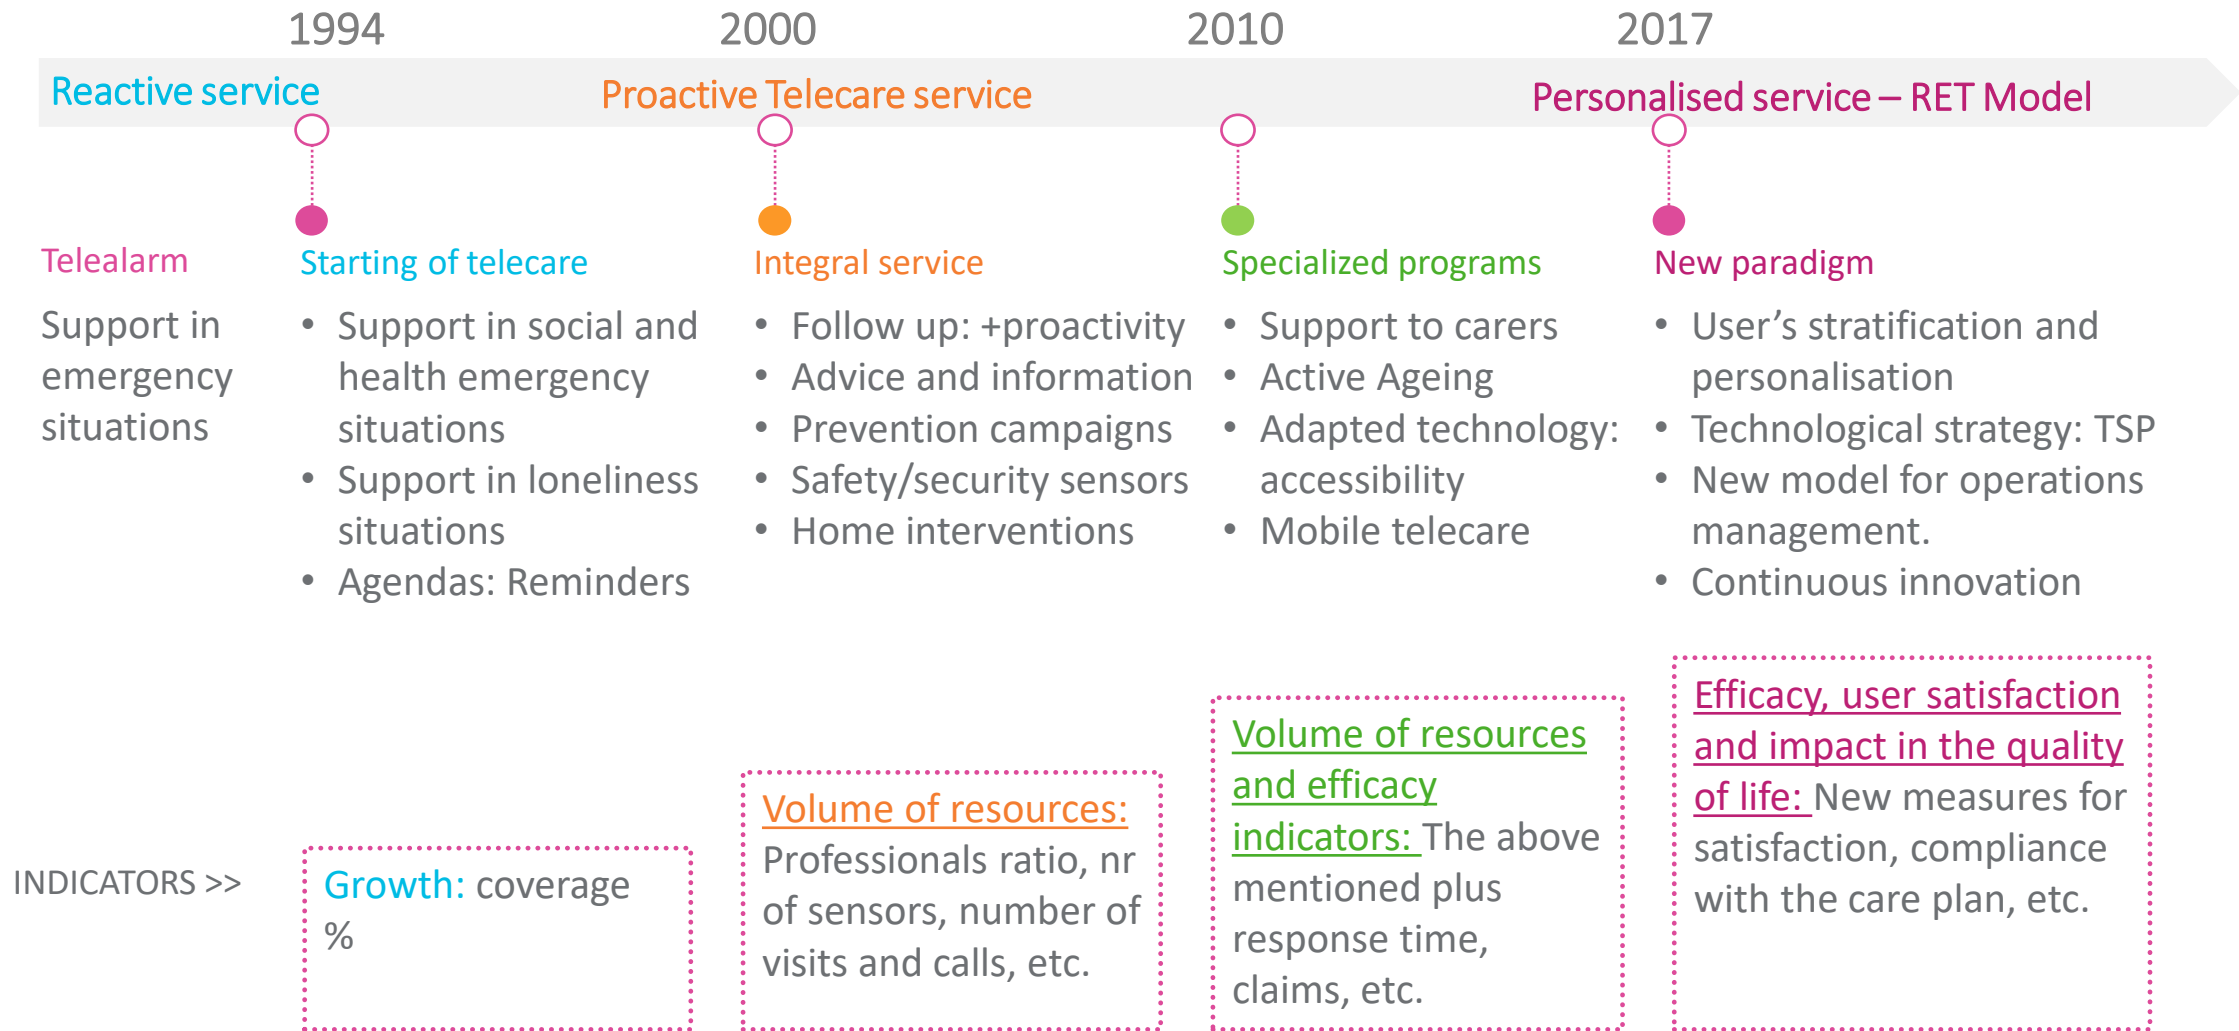 1994
2000
2010
2017
Reactive service
Proactive Telecare service
Personalised service – RET Model
Telealarm
Support in
emergency
situations
Starting of telecare
• Support in social and
health emergency
situations
• Support in loneliness
situations
• Agendas: Reminders
Integral service
• Follow up: +proactivity
• Advice and information
• Prevention campaigns
• Safety/security sensors
• Home interventions
Specialized programs
• Support to carers
• Active Ageing
• Adapted technology:
accessibility
• Mobile telecare
New paradigm
• User’s stratification and
personalisation
• Technological strategy: TSP
• New model for operations
management.
• Continuous innovation
INDICATORS >>
Growth: coverage
%
Volume of resources:
Professionals ratio, nr
of sensors, number of
visits and calls, etc.
Volume of resources
and efficacy
indicators: The above
mentioned plus
response time,
claims, etc.
Efficacy, user satisfaction
and impact in the quality
of life: New measures for
satisfaction, compliance
with the care plan, etc.